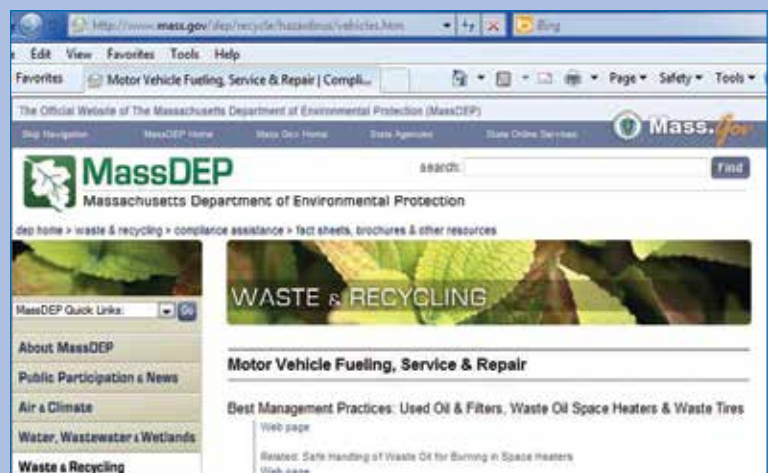 http://www.mass.gov/dep/recycle/hazardous/vehicles.htm Bing
Edit View Favorites Tools Help
Favorites Motor Vehicle Fueling, Service & Repair | Compli... Page Safety Tools
The Official Website of The Massachusetts Department of Environmental Protection (MassDEP)
Skip Navigation MassDEP Home Mass.Gov Home State Agencies State Online Services Mass.Gov
MassDEP search: Find
Massachusetts Department of Environmental Protection
dep home > waste & recycling > compliance assistance > fact sheets, brochures & other resources
WASTE & RECYCLING
MassDEP Quick Links: Go
About MassDEP
Motor Vehicle Fueling, Service & Repair
Public Participation & News
Air & Climate
Best Management Practices: Used Oil & Filters, Waste Oil Space Heaters & Waste Tires
Web page
Water, Wastewater & Wetlands
Related: Safe Handling of Waste Oil for Burning in Space Heaters
Waste & Recycling
Web page